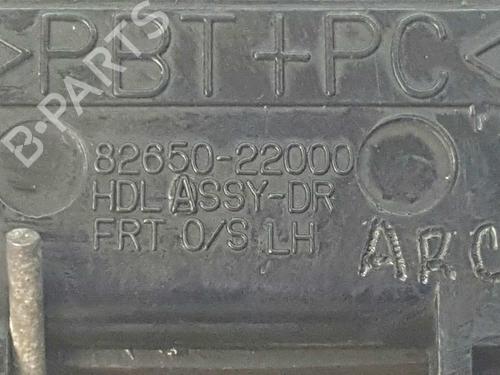 >PBT+PC<
B-PARTS
82650-22000
HDL ASSY-DR
FRT O/S LH
ARC